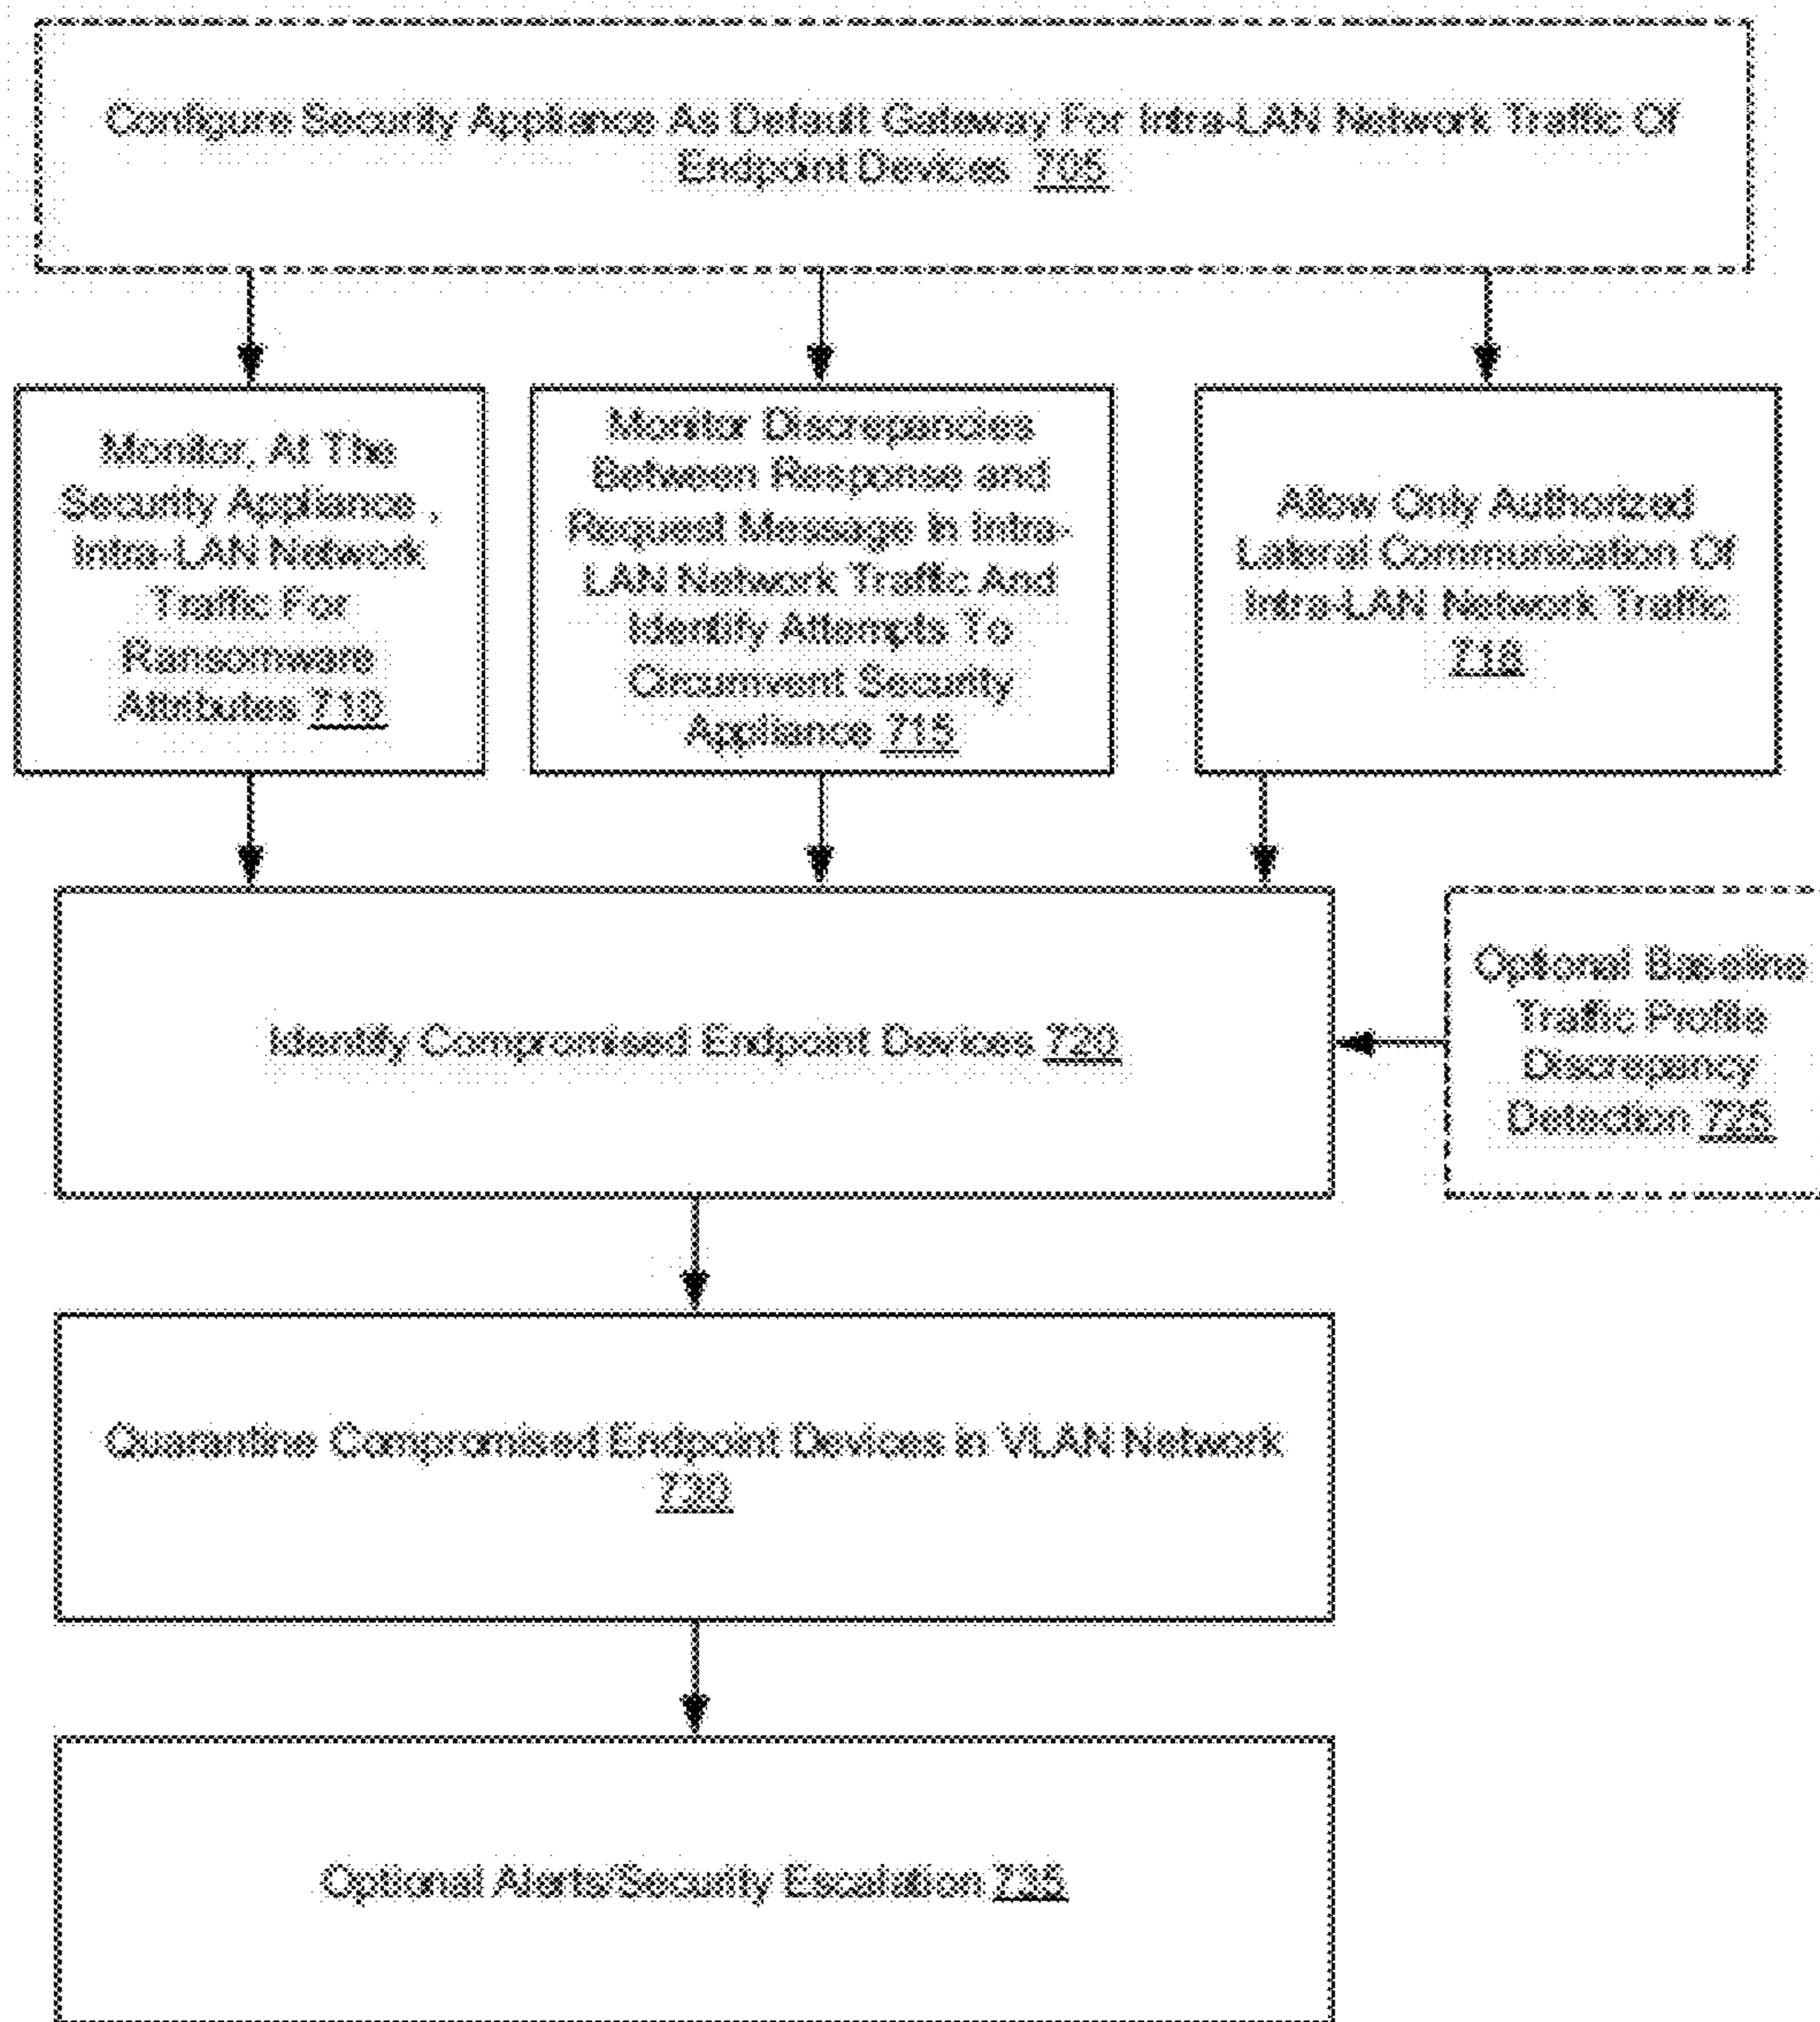 Configure Security Appliance As Default Gateway For Intra-LAN Network Traffic Of
Endpoint Devices 705
Monitor, At The
Security Appliance ,
Intra-LAN Network
Traffic For
Ransomware
Attributes 710
Monitor Discrepancies
Between Response and
Request Message in Intra-
LAN Network Traffic And
Identify Attempts To
Circumvent Security
Appliance 715
Allow Only Authorized
Lateral Communication Of
Intra-LAN Network Traffic
718
Identify Compromised Endpoint Devices 720
Optional Baseline
Traffic Profile
Discrepancy
Detection 725
Quarantine Compromised Endpoint Devices in VLAN Network
730
Optional Alerts/Security Escalation 735